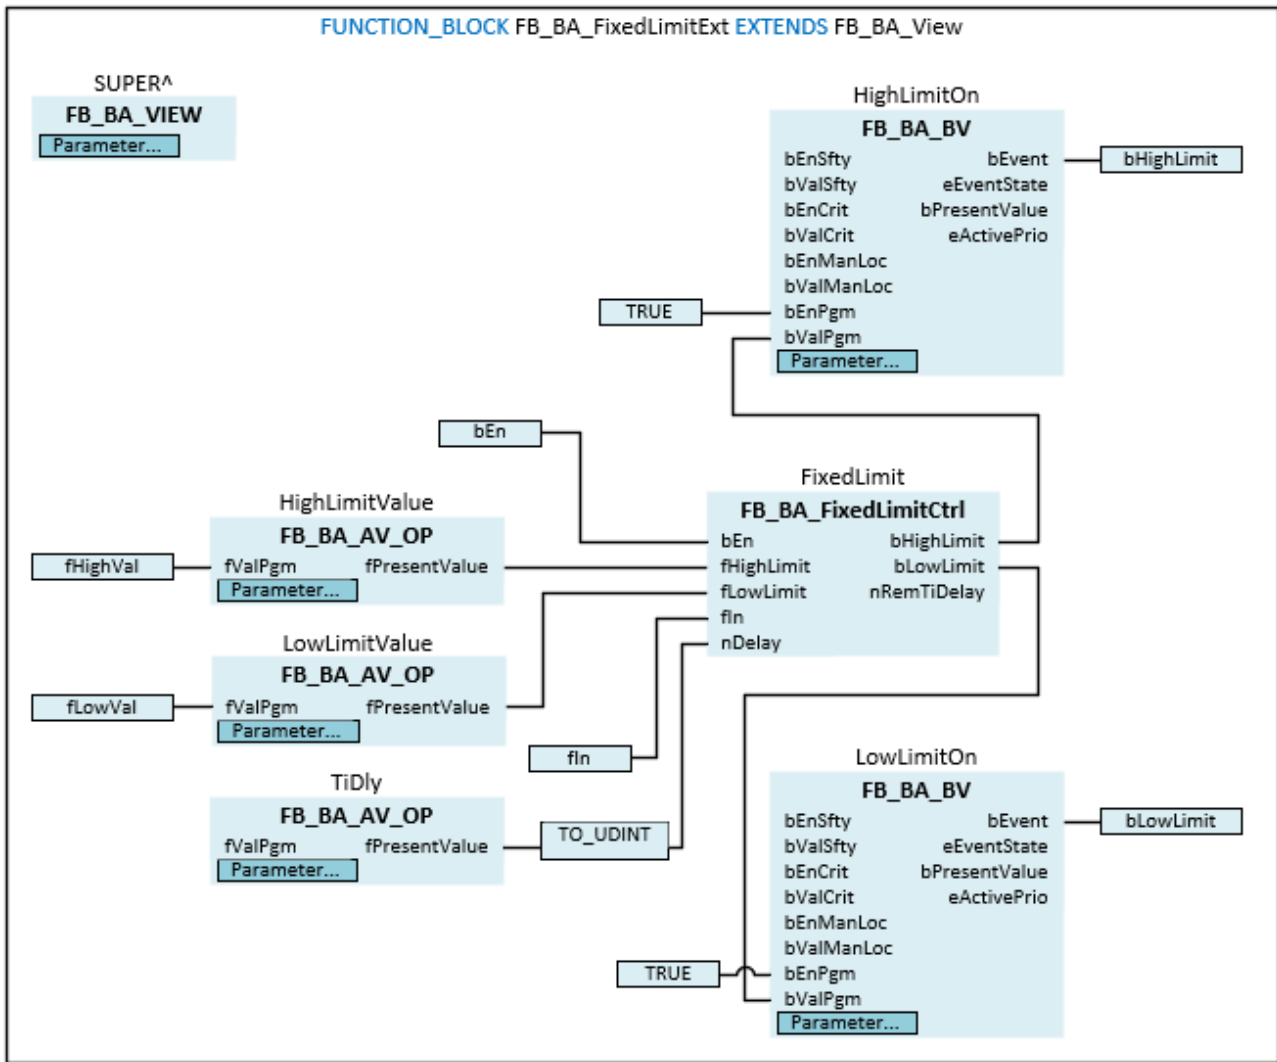 FUNCTION_BLOCK FB_BA_FixedLimitExt EXTENDS FB_BA_View
SUPER^
FB_BA_VIEW
Parameter...
HighLimitOn
FB_BA_BV
bEnSfty bEvent
bHighLimit
bValSfty eEventState
bEnCrit bPresentValue
bValCrit eActivePrio
bEnManLoc
bValManLoc
TRUE
bEnPgm
bValPgm
Parameter...
bEn
FixedLimit
FB_BA_FixedLimitCtrl
bEn bHighLimit
fHighLimit bLowLimit
fLowLimit nRemTiDelay
fIn
nDelay
HighLimitValue
FB_BA_AV_OP
fHighVal
fValPgm fPresentValue
Parameter...
LowLimitValue
FB_BA_AV_OP
fLowVal
fValPgm fPresentValue
Parameter...
fIn
TiDly
FB_BA_AV_OP
fValPgm fPresentValue
Parameter...
TO_UDINT
LowLimitOn
FB_BA_BV
bEnSfty bEvent
bLowLimit
bValSfty eEventState
bEnCrit bPresentValue
bValCrit eActivePrio
bEnManLoc
bValManLoc
TRUE
bEnPgm
bValPgm
Parameter...